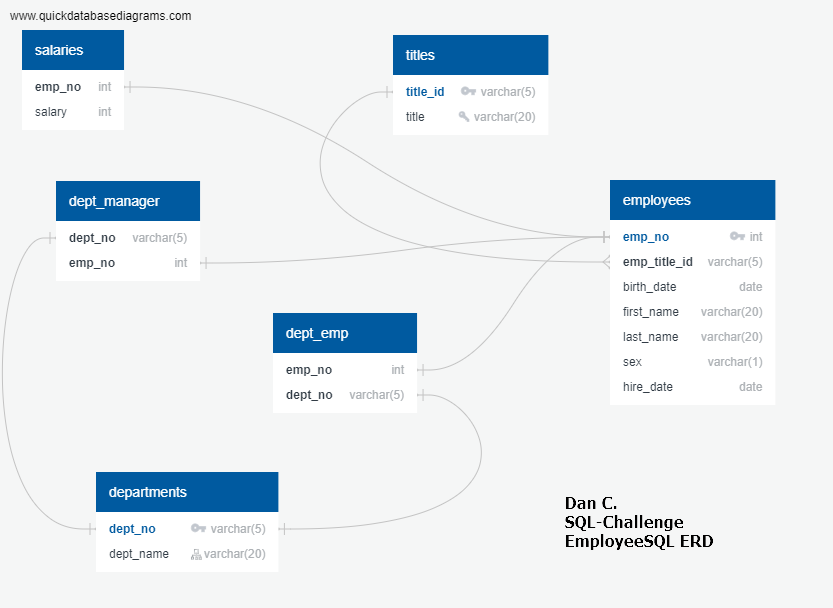 www.quickdatabasediagrams.com
salaries
emp_no int
salary int
titles
title_id varchar(5)
title varchar(20)
dept_manager
dept_no varchar(5)
emp_no int
employees
emp_no int
emp_title_id varchar(5)
birth_date date
first_name varchar(20)
last_name varchar(20)
sex varchar(1)
hire_date date
dept_emp
emp_no int
dept_no varchar(5)
departments
dept_no varchar(5)
dept_name varchar(20)
Dan C.
SQL-Challenge
EmployeeSQL ERD